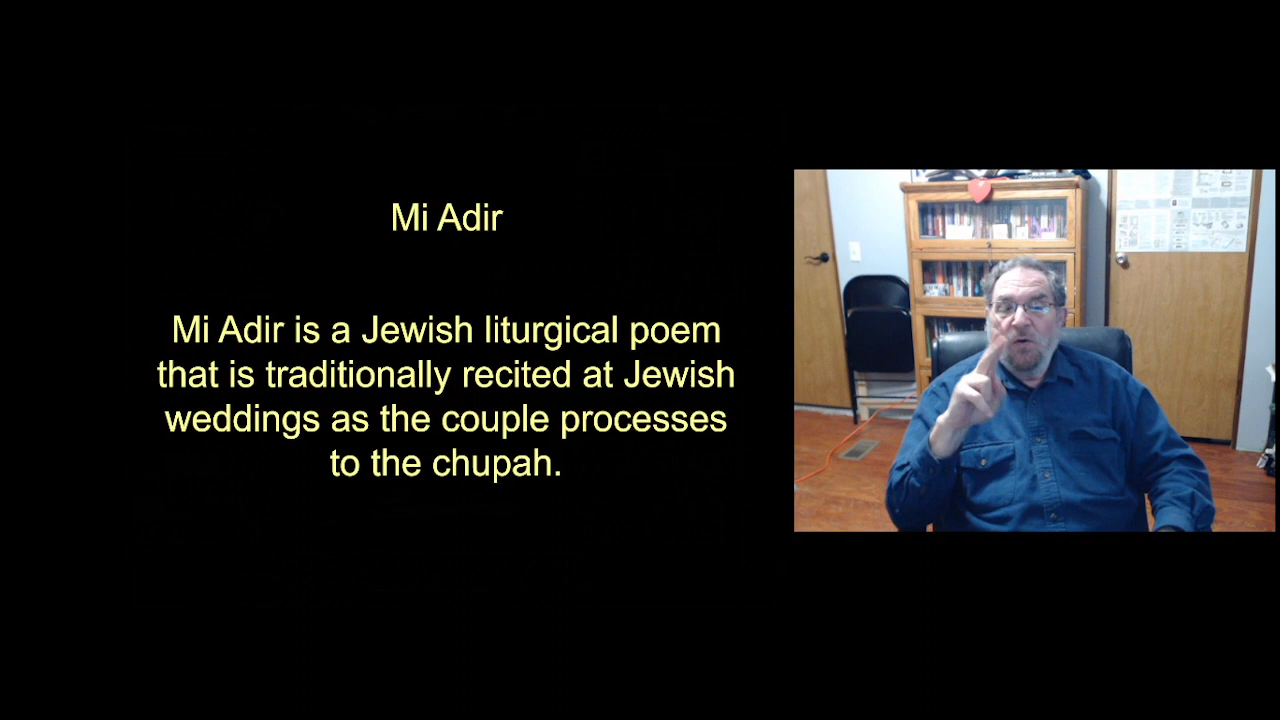 Mi Adir
Mi Adir is a Jewish liturgical poem
that is traditionally recited at Jewish
weddings as the couple processes
to the chupah.